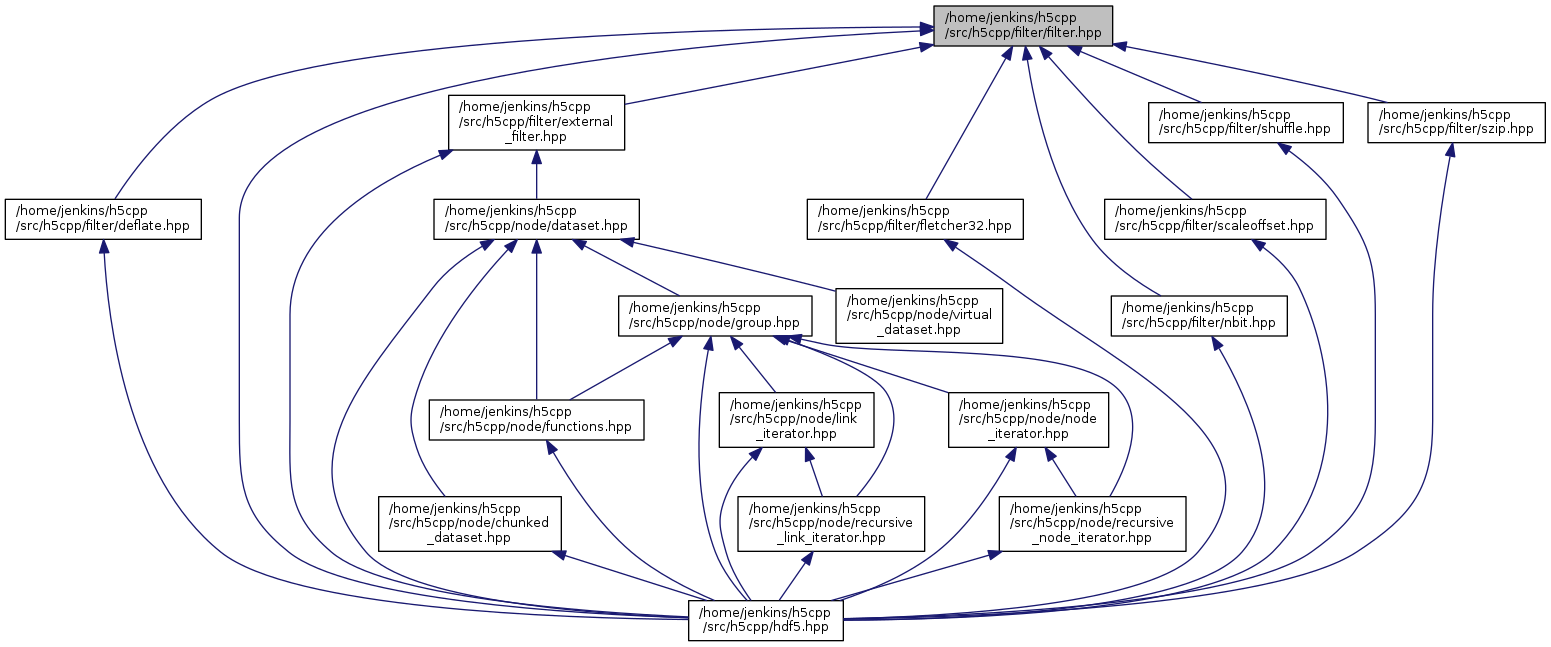 /home/jenkins/h5cpp
/src/h5cpp/filter/filter.hpp
/home/jenkins/h5cpp
/src/h5cpp/filter/external
_filter.hpp
/home/jenkins/h5cpp
/src/h5cpp/filter/shuffle.hpp
/home/jenkins/h5cpp
/src/h5cpp/filter/szip.hpp
/home/jenkins/h5cpp
/src/h5cpp/filter/deflate.hpp
/home/jenkins/h5cpp
/src/h5cpp/node/dataset.hpp
/home/jenkins/h5cpp
/src/h5cpp/filter/fletcher32.hpp
/home/jenkins/h5cpp
/src/h5cpp/filter/scaleoffset.hpp
/home/jenkins/h5cpp
/src/h5cpp/node/group.hpp
/home/jenkins/h5cpp
/src/h5cpp/node/virtual
_dataset.hpp
/home/jenkins/h5cpp
/src/h5cpp/filter/nbit.hpp
/home/jenkins/h5cpp
/src/h5cpp/node/functions.hpp
/home/jenkins/h5cpp
/src/h5cpp/node/link
_iterator.hpp
/home/jenkins/h5cpp
/src/h5cpp/node/node
_iterator.hpp
/home/jenkins/h5cpp
/src/h5cpp/node/chunked
_dataset.hpp
/home/jenkins/h5cpp
/src/h5cpp/node/recursive
_link_iterator.hpp
/home/jenkins/h5cpp
/src/h5cpp/node/recursive
_node_iterator.hpp
/home/jenkins/h5cpp
/src/h5cpp/hdf5.hpp